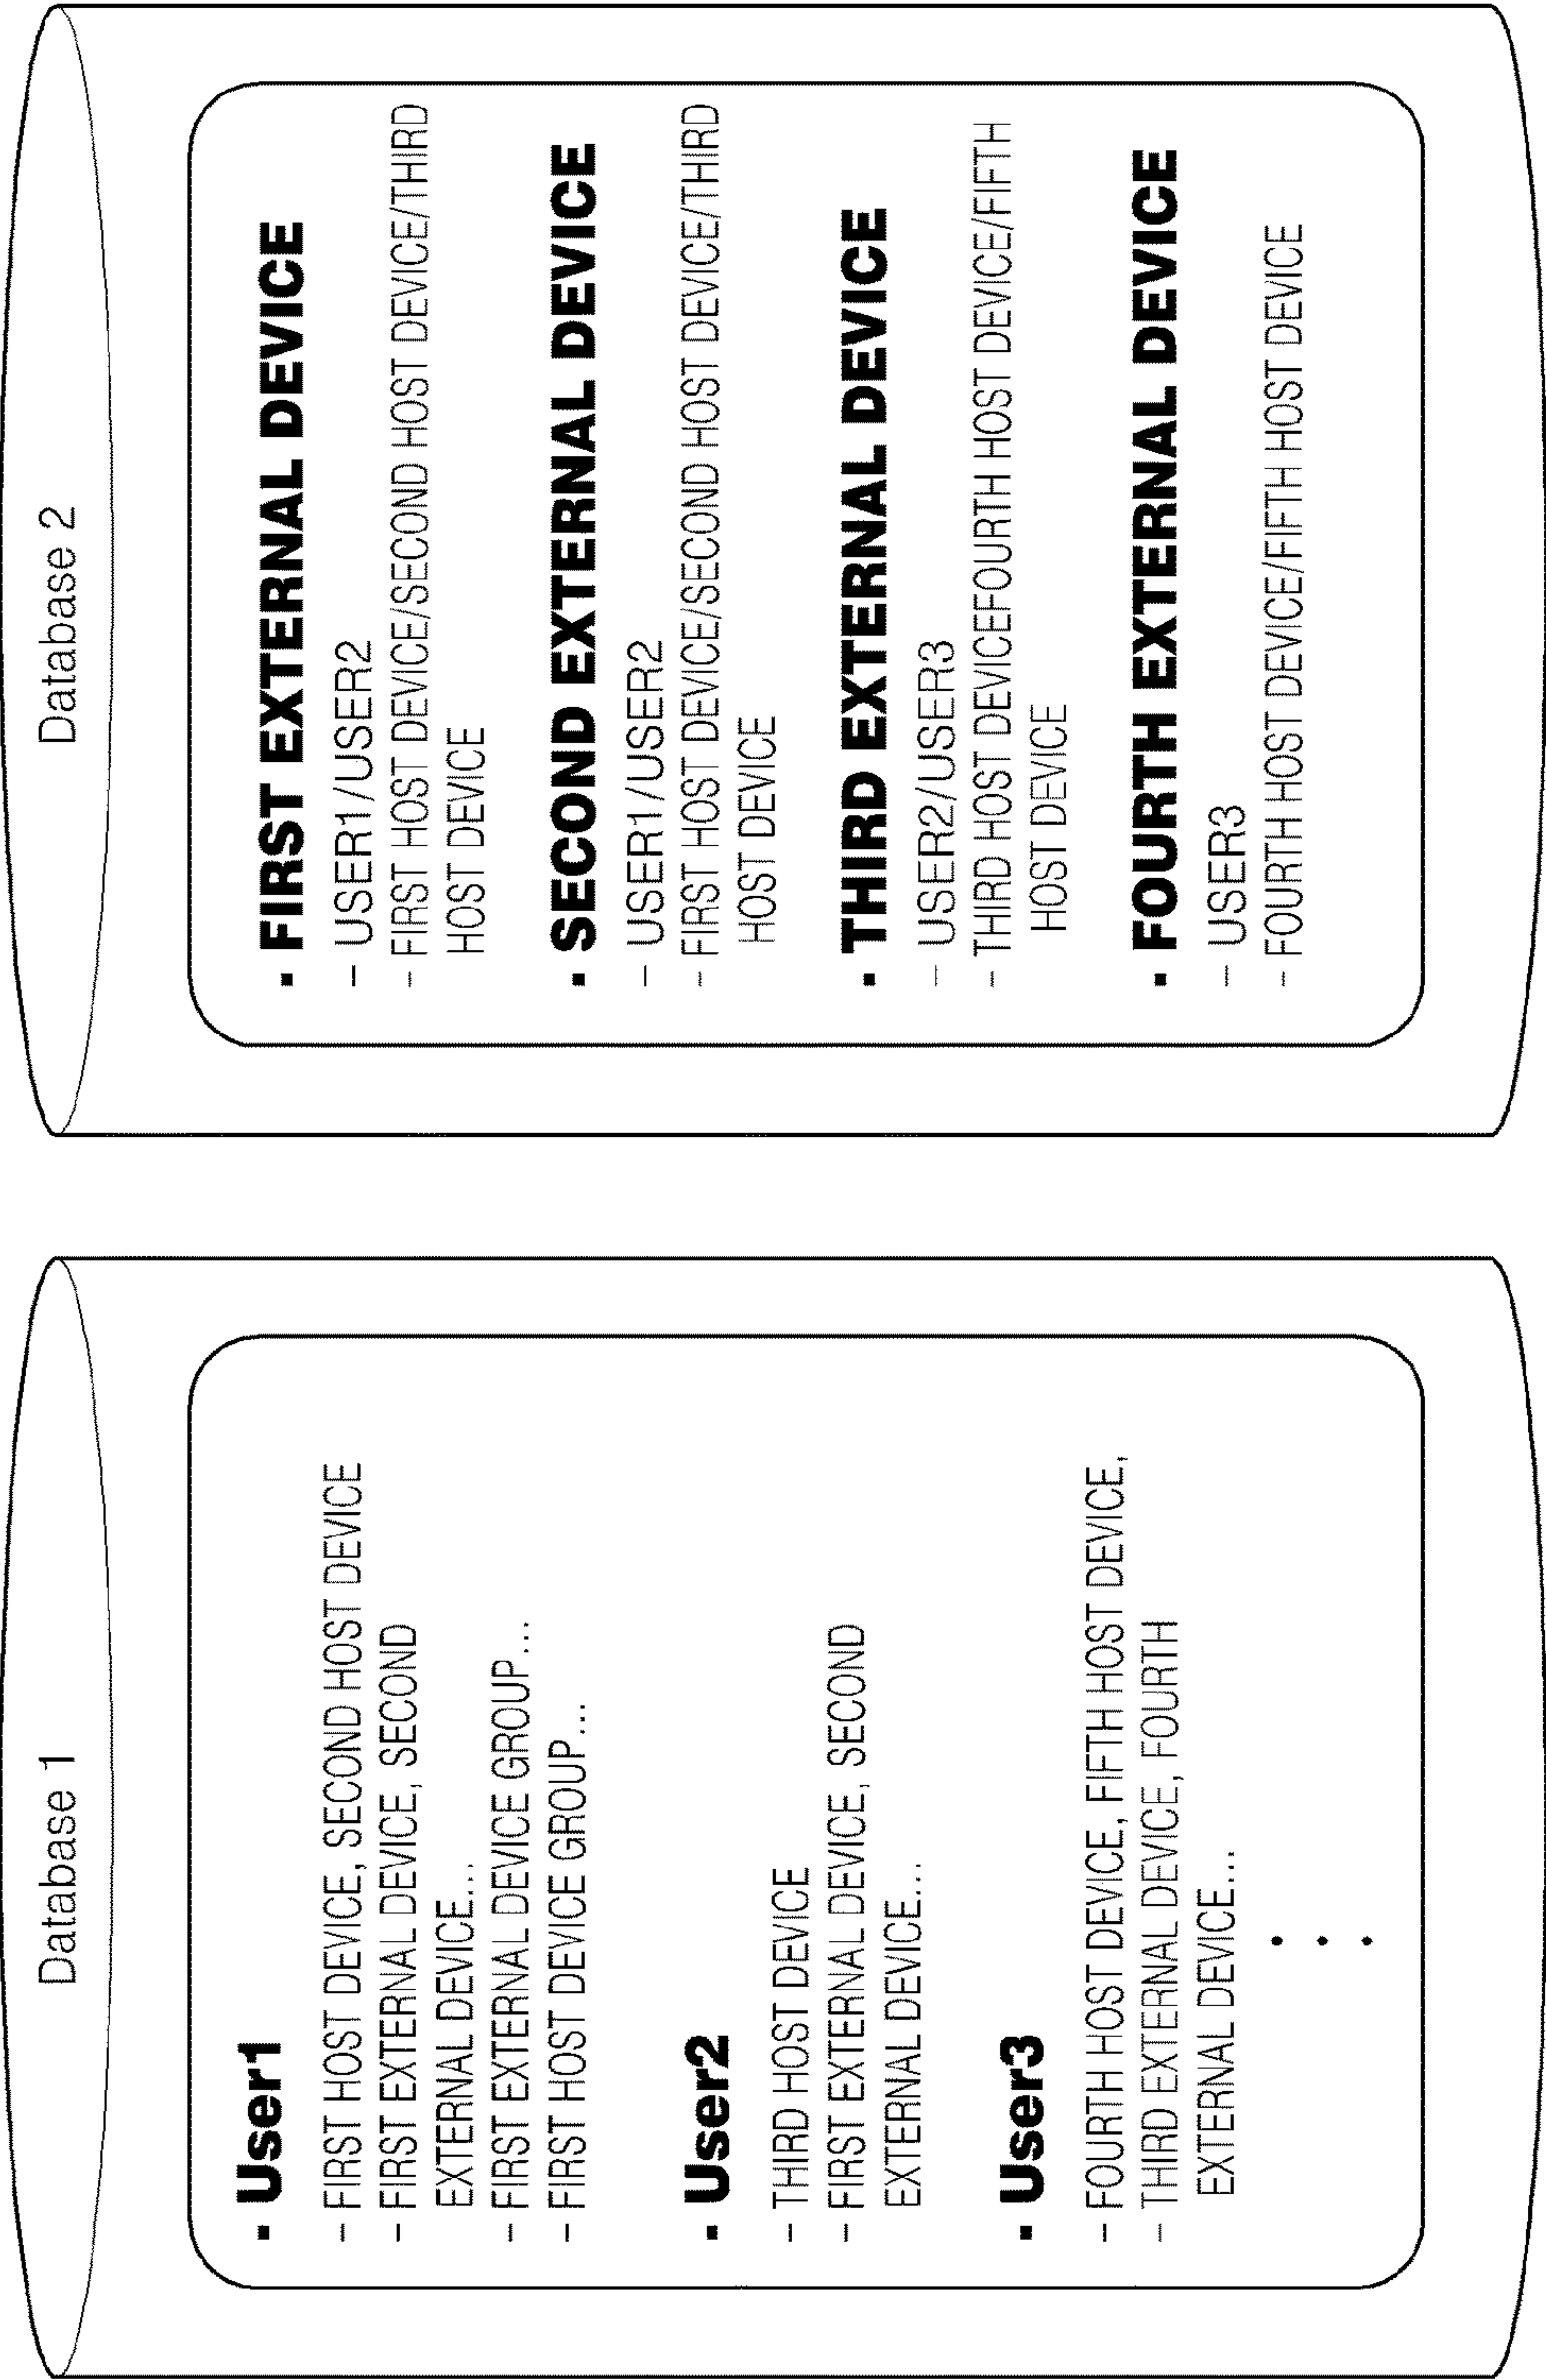 Database 1
▪ User1
- FIRST HOST DEVICE, SECOND HOST DEVICE
- FIRST EXTERNAL DEVICE, SECOND
EXTERNAL DEVICE...
- FIRST EXTERNAL DEVICE GROUP...
- FIRST HOST DEVICE GROUP...
▪ User2
- THIRD HOST DEVICE
- FIRST EXTERNAL DEVICE, SECOND
EXTERNAL DEVICE...
▪ User3
- FOURTH HOST DEVICE, FIFTH HOST DEVICE,
- THIRD EXTERNAL DEVICE, FOURTH
EXTERNAL DEVICE...
Database 2
▪ FIRST EXTERNAL DEVICE
- USER1/USER2
- FIRST HOST DEVICE/SECOND HOST DEVICE/THIRD
HOST DEVICE
▪ SECOND EXTERNAL DEVICE
- USER1/USER2
- FIRST HOST DEVICE/SECOND HOST DEVICE/THIRD
HOST DEVICE
▪ THIRD EXTERNAL DEVICE
- USER2/USER3
- THIRD HOST DEVICEFOURTH HOST DEVICE/FIFTH
HOST DEVICE
▪ FOURTH EXTERNAL DEVICE
- USER3
- FOURTH HOST DEVICE/FIFTH HOST DEVICE